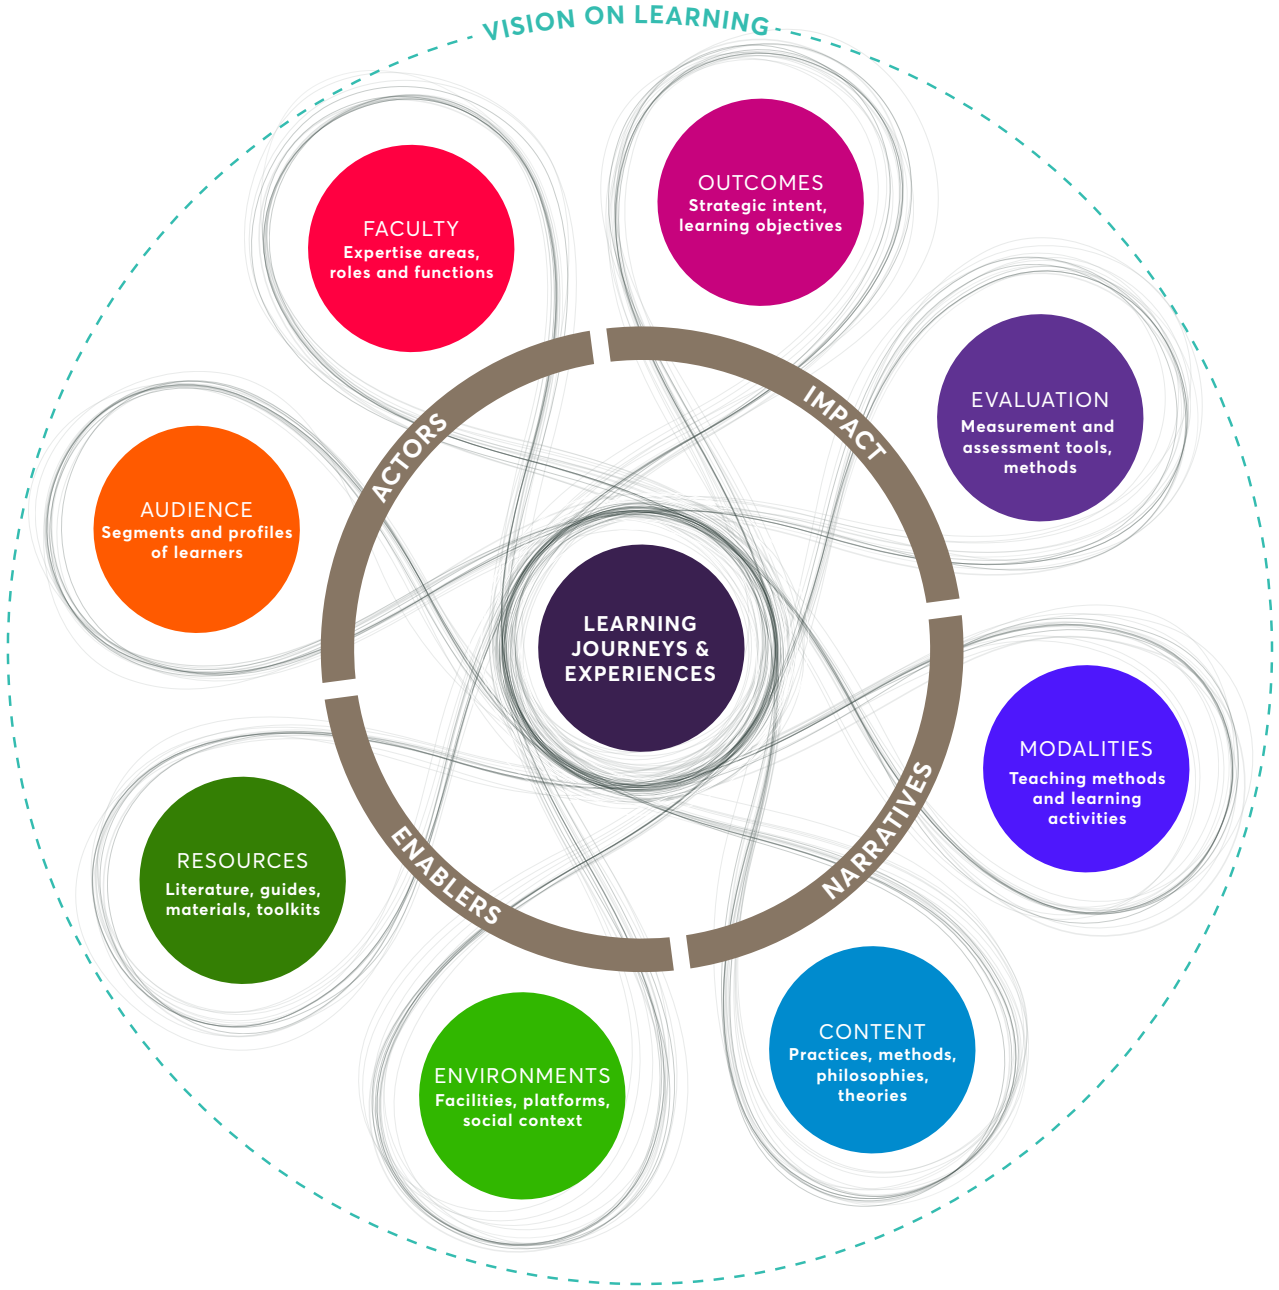 VISION ON LEARNING
OUTCOMES
Strategic intent,
learning objectives
FACULTY
Expertise areas,
roles and functions
EVALUATION
Measurement and
assessment tools,
methods
IMPACT
ACTORS
AUDIENCE
Segments and profiles
of learners
LEARNING
JOURNEYS &
EXPERIENCES
MODALITIES
Teaching methods
and learning
activities
NARRATIVES
ENABLERS
RESOURCES
Literature, guides,
materials, toolkits
CONTENT
Practices, methods,
philosophies,
theories
ENVIRONMENTS
Facilities, platforms,
social context